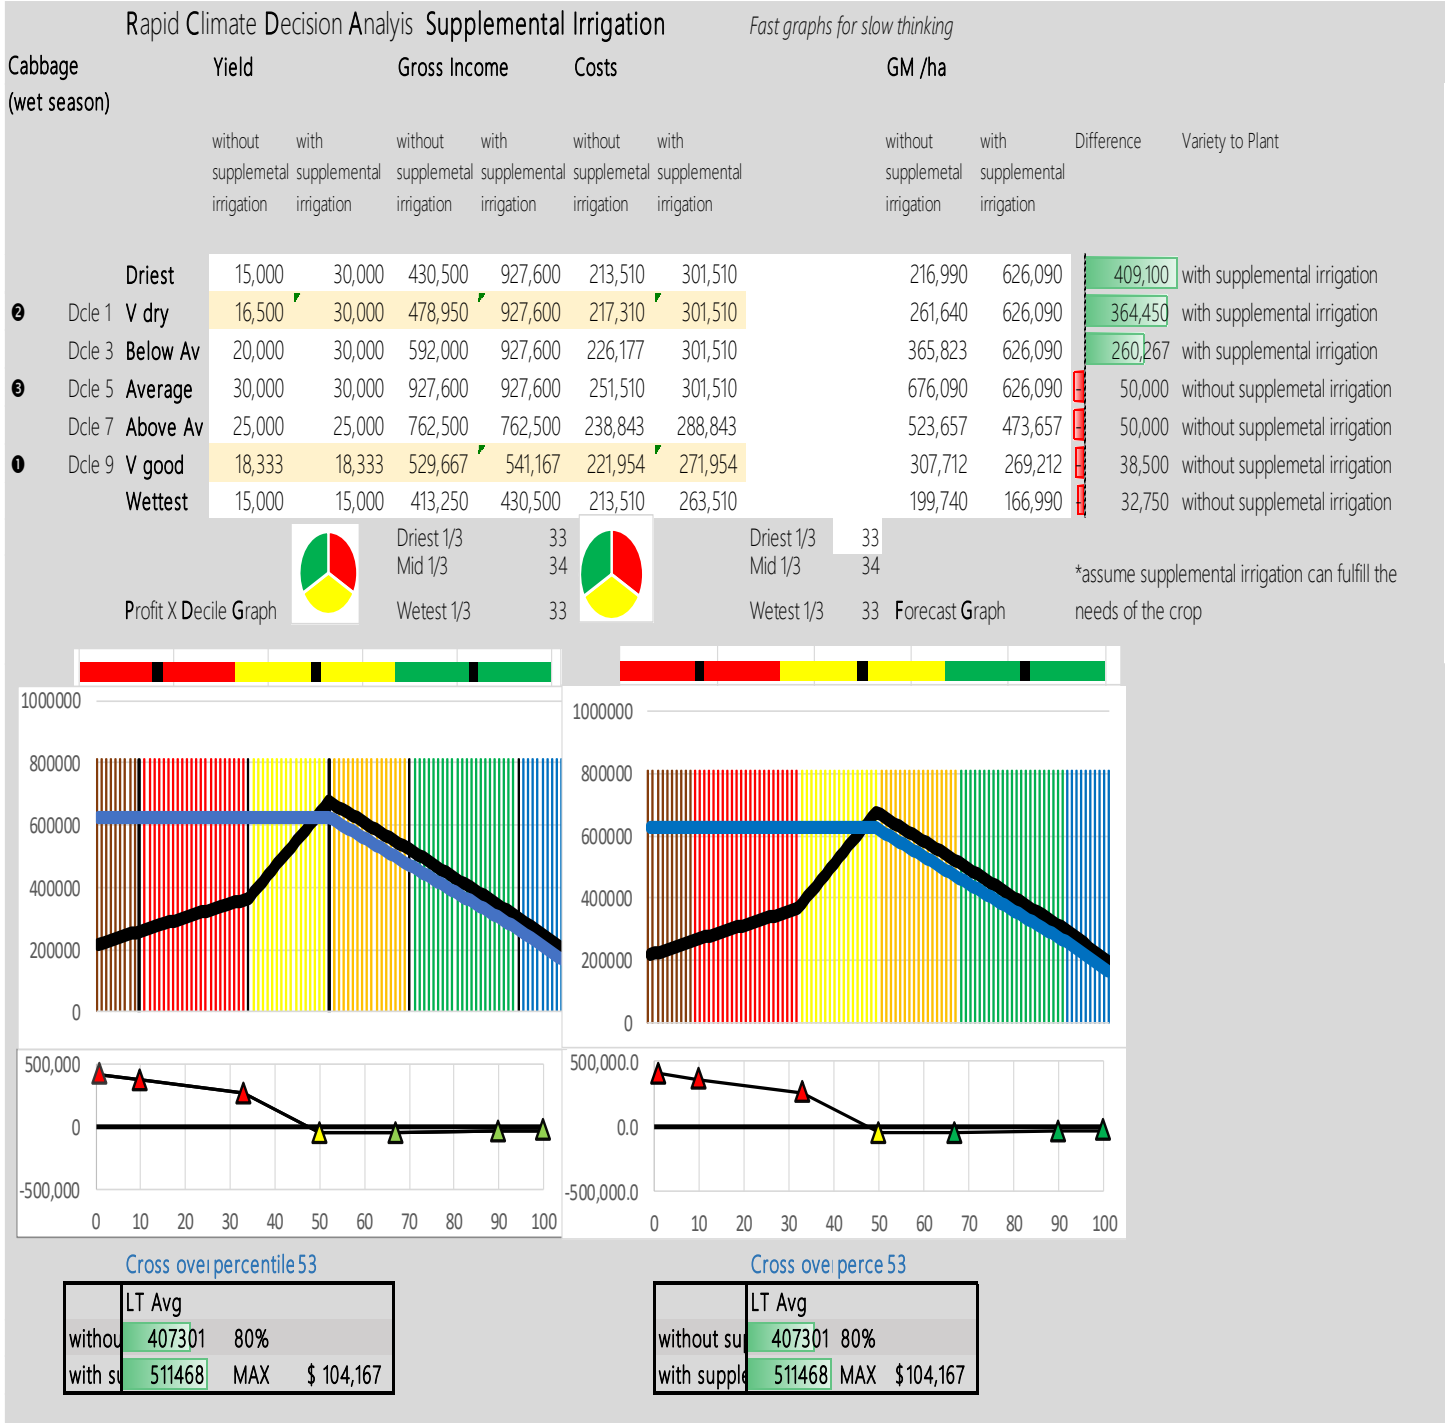 Rapid Climate Decision Analyis Supplemental Irrigation Fast graphs for slow thinking
Cabbage Yield Gross Income Costs GM /ha
(wet season)
without with without with without with without with Difference Variety to Plant
supplemetal supplemental supplemetal supplemental supplemetal supplemental supplemetal supplemental
irrigation irrigation irrigation irrigation irrigation irrigation irrigation irrigation
Driest 15,000 30,000 430,500 927,600 213,510 301,510 216,990 626,090 409,100 with supplemental irrigation
❷ Dcle 1 V dry 16,500 30,000 478,950 927,600 217,310 301,510 261,640 626,090 364,450 with supplemental irrigation
Dcle 3 Below Av 20,000 30,000 592,000 927,600 226,177 301,510 365,823 626,090 260,267 with supplemental irrigation
❸ Dcle 5 Average 30,000 30,000 927,600 927,600 251,510 301,510 676,090 626,090 - 50,000 without supplemetal irrigation
Dcle 7 Above Av 25,000 25,000 762,500 762,500 238,843 288,843 523,657 473,657 - 50,000 without supplemetal irrigation
❶ Dcle 9 V good 18,333 18,333 529,667 541,167 221,954 271,954 307,712 269,212 - 38,500 without supplemetal irrigation
Wettest 15,000 15,000 413,250 430,500 213,510 263,510 199,740 166,990 - 32,750 without supplemetal irrigation
Driest 1/3 33 Driest 1/3 33
Mid 1/3 34 Mid 1/3 34
*assume supplemental irrigation can fulfill the
Profit X Decile Graph Wetest 1/3 33 Wetest 1/3 33 Forecast Graph needs of the crop
1000000
800000
600000
400000
200000
0
1000000
800000
600000
400000
200000
0
500,000
0
-500,000
0 10 20 30 40 50 60 70 80 90 100
500,000.0
0.0
-500,000.0
0 10 20 30 40 50 60 70 80 90 100
Cross over percentile 53
LT Avg
withou 407301 80%
with su 511468 MAX $ 104,167
Cross over perce 53
LT Avg
without sup 407301 80%
with supple 511468 MAX $104,167